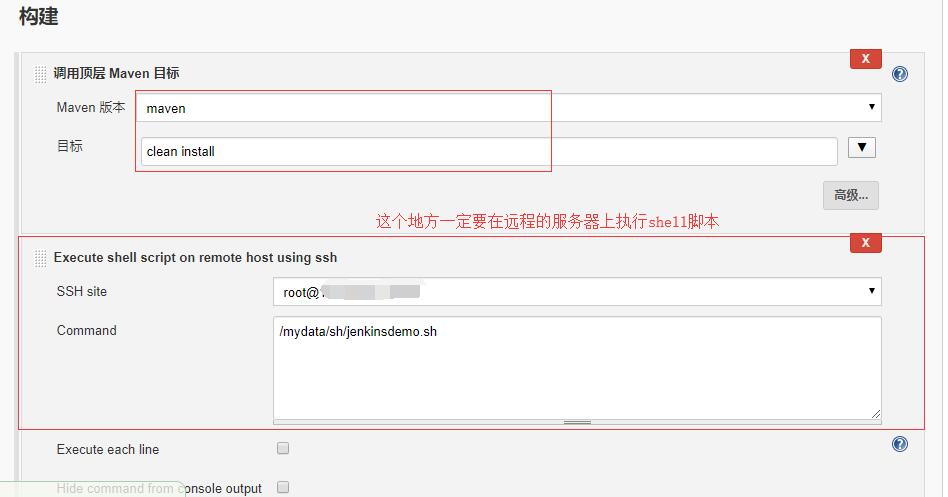 构建
X
调用顶层 Maven 目标
Maven 版本 maven
目标 clean install
高级...
这个地方一定要在远程的服务器上执行shell脚本
X
Execute shell script on remote host using ssh
SSH site root@
Command /mydata/sh/jenkinsdemo.sh
Execute each line
Hide command from console output